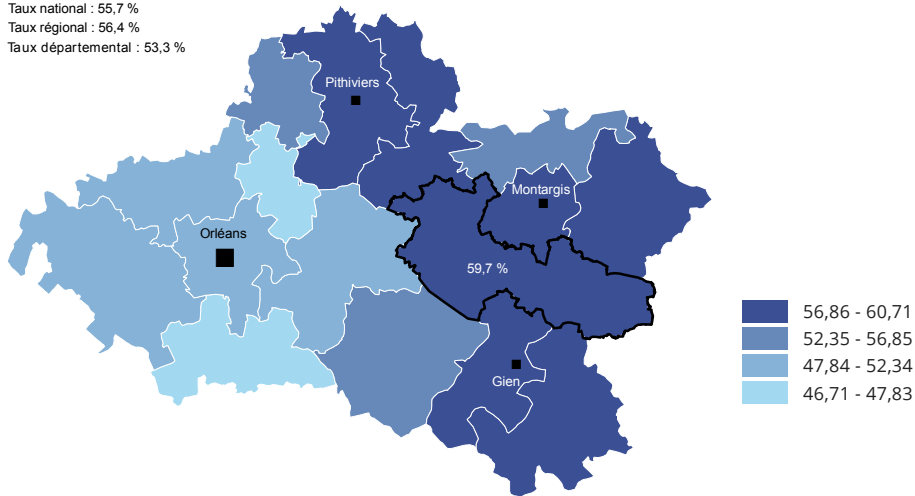 Taux national : 55,7 %
Taux régional : 56,4 %
Taux départemental : 53,3 %
Pithiviers
Montargis
Orléans
59,7 %
Gien
56,86 - 60,71
52,35 - 56,85
47,84 - 52,34
46,71 - 47,83